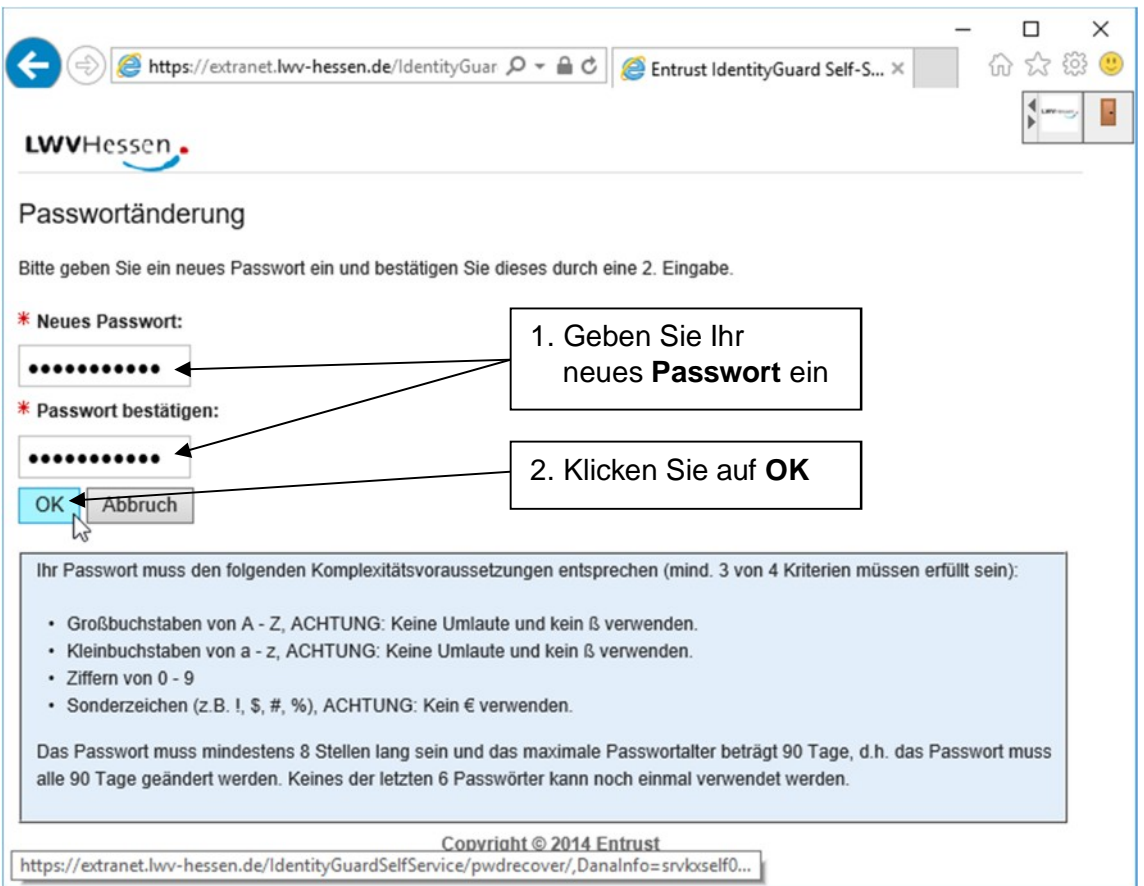 https://extranet.lwv-hessen.de/IdentityGuar
Entrust IdentityGuard Self-S...
LWVHessen
Passwortänderung
Bitte geben Sie ein neues Passwort ein und bestätigen Sie dieses durch eine 2. Eingabe.
* Neues Passwort:
1. Geben Sie Ihr
neues Passwort ein
* Passwort bestätigen:
2. Klicken Sie auf OK
OK Abbruch
Ihr Passwort muss den folgenden Komplexitätsvoraussetzungen entsprechen (mind. 3 von 4 Kriterien müssen erfüllt sein):
• Großbuchstaben von A - Z, ACHTUNG: Keine Umlaute und kein ß verwenden.
• Kleinbuchstaben von a - z, ACHTUNG: Keine Umlaute und kein ß verwenden.
• Ziffern von 0 - 9
• Sonderzeichen (z.B. !, $, #, %), ACHTUNG: Kein € verwenden.
Das Passwort muss mindestens 8 Stellen lang sein und das maximale Passwortalter beträgt 90 Tage, d.h. das Passwort muss
alle 90 Tage geändert werden. Keines der letzten 6 Passwörter kann noch einmal verwendet werden.
Copyright © 2014 Entrust
https://extranet.lwv-hessen.de/IdentityGuardSelfService/pwdrecover/,DanaInfo=srvkxself0...